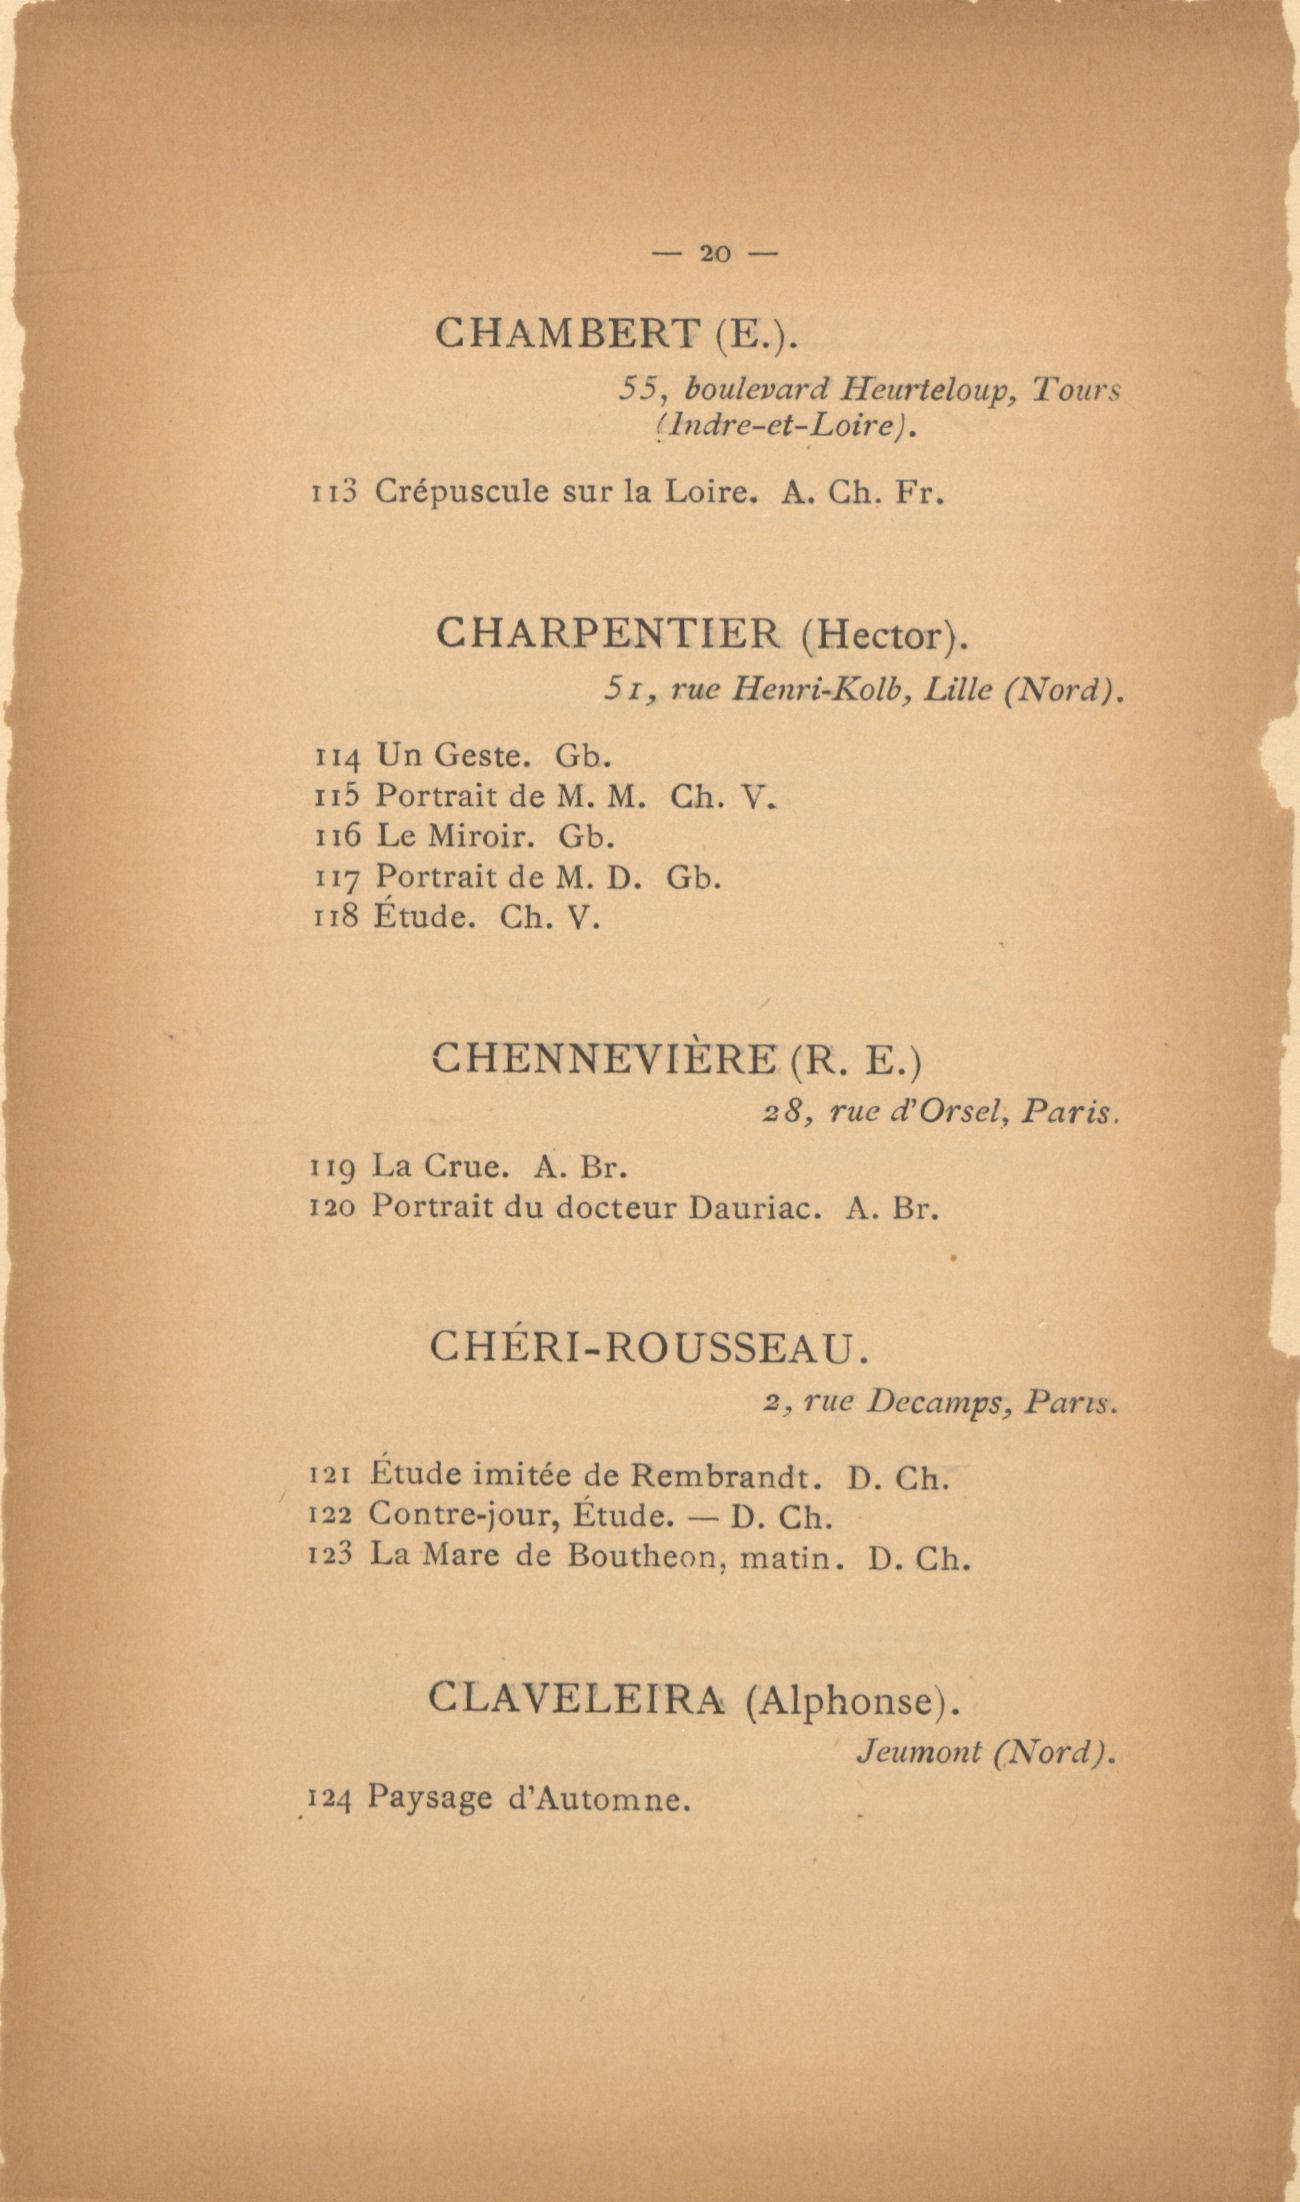 — 20 —
CHAMBERT (E.).
55, boulevard Heurteloup, Tours
(Indre-et-Loire).
113 Crépuscule sur la Loire. A. Ch. Fr.
CHARPENTIER (Hector).
51, rue Henri-Kolb, Lille (Nord).
114 Un Geste. Gb.
115 Portrait de M. M. Ch. V.
116 Le Miroir. Gb.
117 Portrait de M. D. Gb.
118 Étude. Ch. V.
CHENNEVIÈRE (R. E.)
28, rue d'Orsel, Paris.
119 La Crue. A. Br.
120 Portrait du docteur Dauriac. A. Br.
CHÉRI-ROUSSEAU.
2, rue Decamps, Paris.
121 Étude imitée de Rembrandt. D. Ch.
122 Contre-jour, Étude. — D. Ch.
123 La Mare de Boutheon, matin. D. Ch.
CLAVELEIRA (Alphonse).
Jeumont (Nord).
124 Paysage d'Automne.